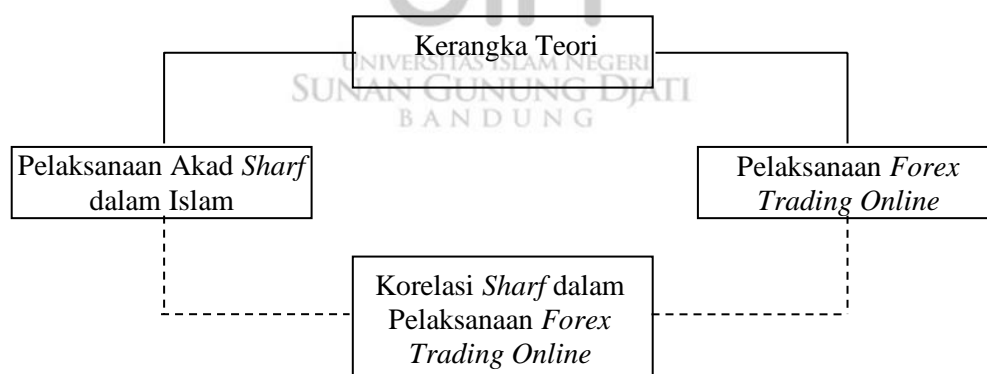 Kerangka Teori
UNIVERSITAS ISLAM NEGERI
SUNAN GUNUNG DJATI
BANDUNG
Pelaksanaan Akad Sharf
dalam Islam
Pelaksanaan Forex
Trading Online
Korelasi Sharf dalam
Pelaksanaan Forex
Trading Online